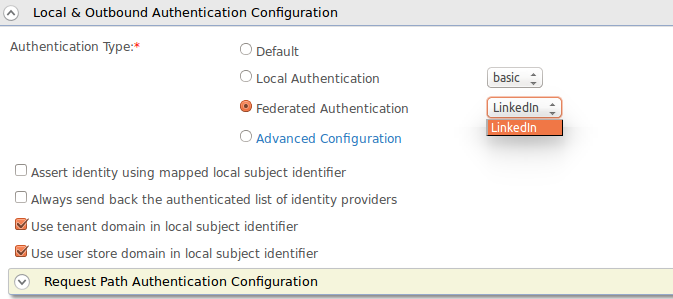 Local & Outbound Authentication Configuration
Authentication Type:*
Default
Local Authentication basic
Federated Authentication LinkedIn
LinkedIn
Advanced Configuration
Assert identity using mapped local subject identifier
Always send back the authenticated list of identity providers
Use tenant domain in local subject identifier
Use user store domain in local subject identifier
Request Path Authentication Configuration